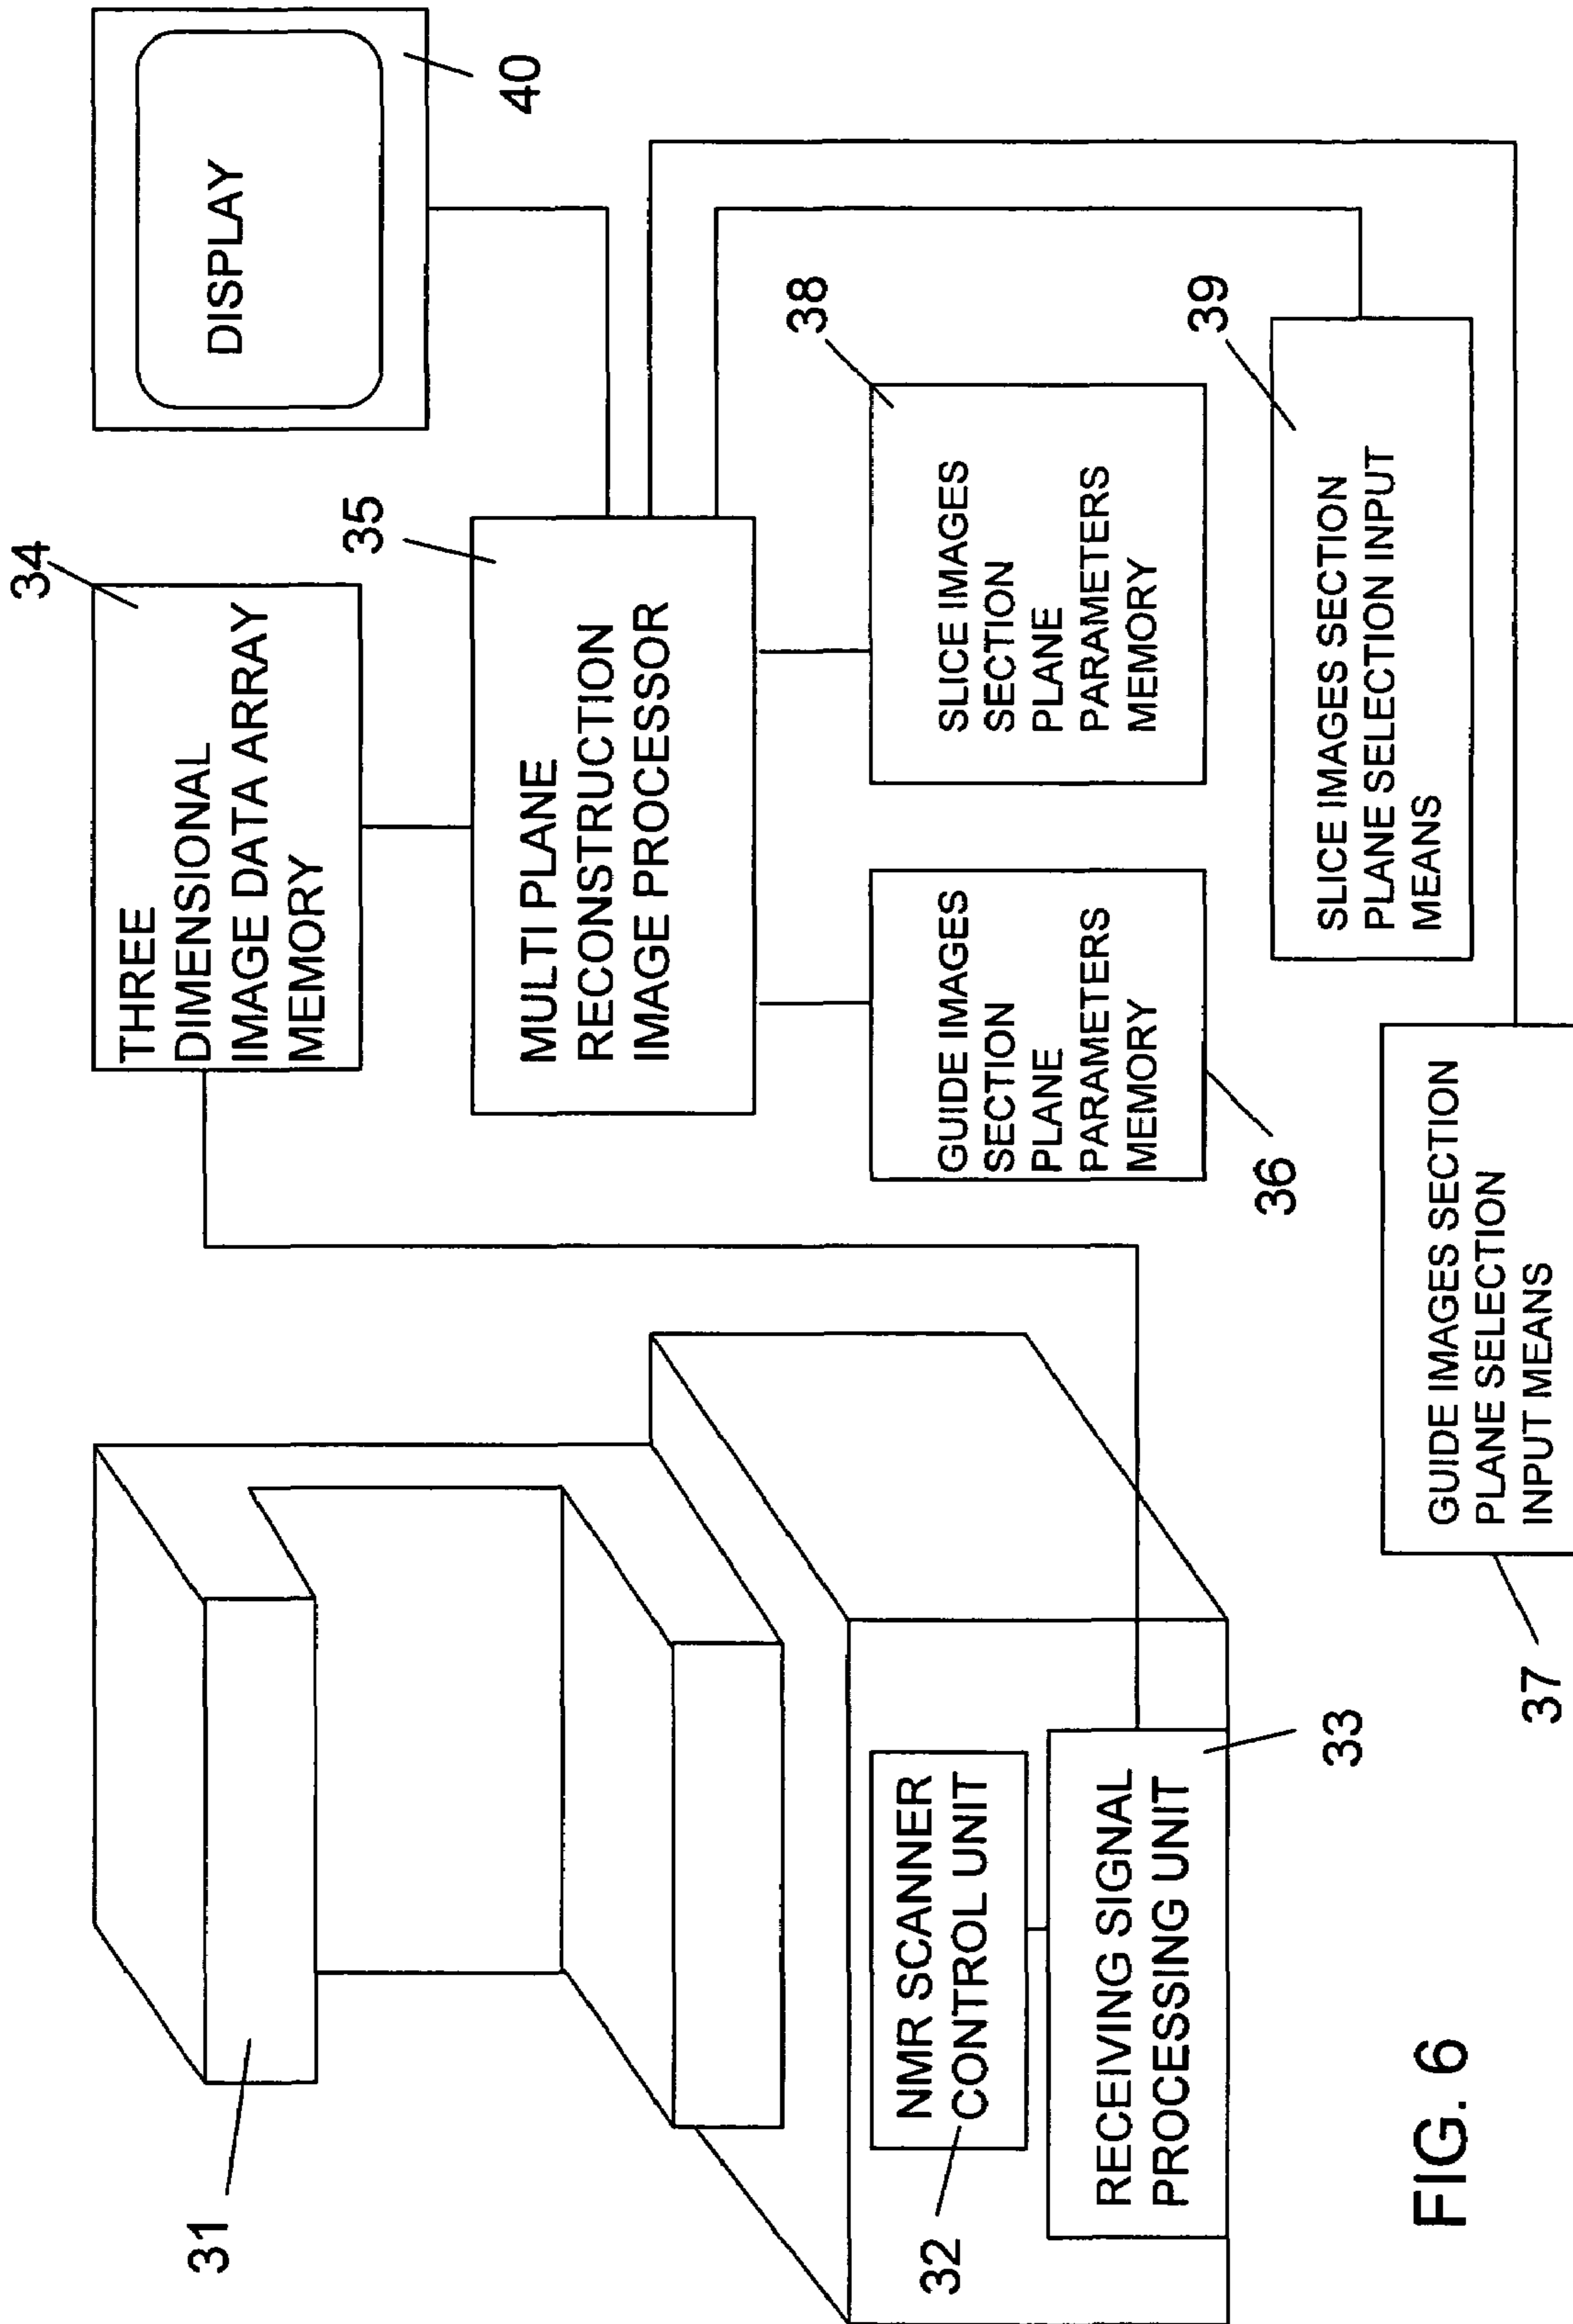 31
32
NMR SCANNER
CONTROL UNIT
RECEIVING SIGNAL
PROCESSING UNIT
33
34
THREE
DIMENSIONAL
IMAGE DATA ARRAY
MEMORY
35
MULTI PLANE
RECONSTRUCTION
IMAGE PROCESSOR
DISPLAY
40
GUIDE IMAGES
SECTION
PLANE
PARAMETERS
MEMORY
36
SLICE IMAGES
SECTION
PLANE
PARAMETERS
MEMORY
38
39
SLICE IMAGES SECTION
PLANE SELECTION INPUT
MEANS
GUIDE IMAGES SECTION
PLANE SELECTION
INPUT MEANS
37
FIG. 6